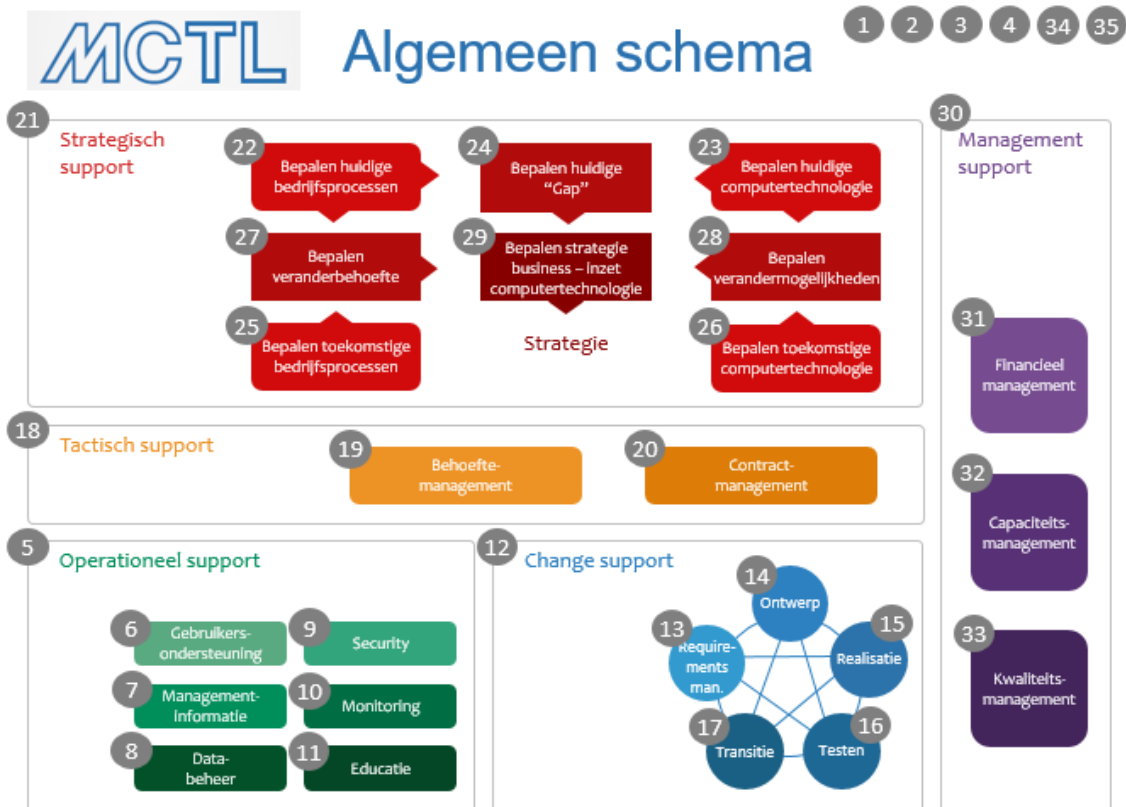 MCTL
Algemeen schema
1 2 3 4 34 35
21
Strategisch
support
22
Bepalen huidige
bedrijfsprocessen
24
Bepalen huidige
“Gap”
23
Bepalen huidige
computertechnologie
27
Bepalen
veranderbehoefte
29
Bepalen strategie
business – inzet
computertechnologie
28
Bepalen
verandermogelijkheden
25
Bepalen toekomstige
bedrijfsprocessen
Strategie
26
Bepalen toekomstige
computertechnologie
30
Management
support
31
Financieel
management
32
Capaciteits-
management
33
Kwaliteits-
management
18
Tactisch support
19
Behoefte-
management
20
Contract-
management
5
Operationeel support
6
Gebruikers-
ondersteuning
9
Security
7
Management-
informatie
10
Monitoring
8
Data-
beheer
11
Educatie
12
Change support
14
Ontwerp
13
Require-
ments
man.
15
Realisatie
17
Transitie
16
Testen